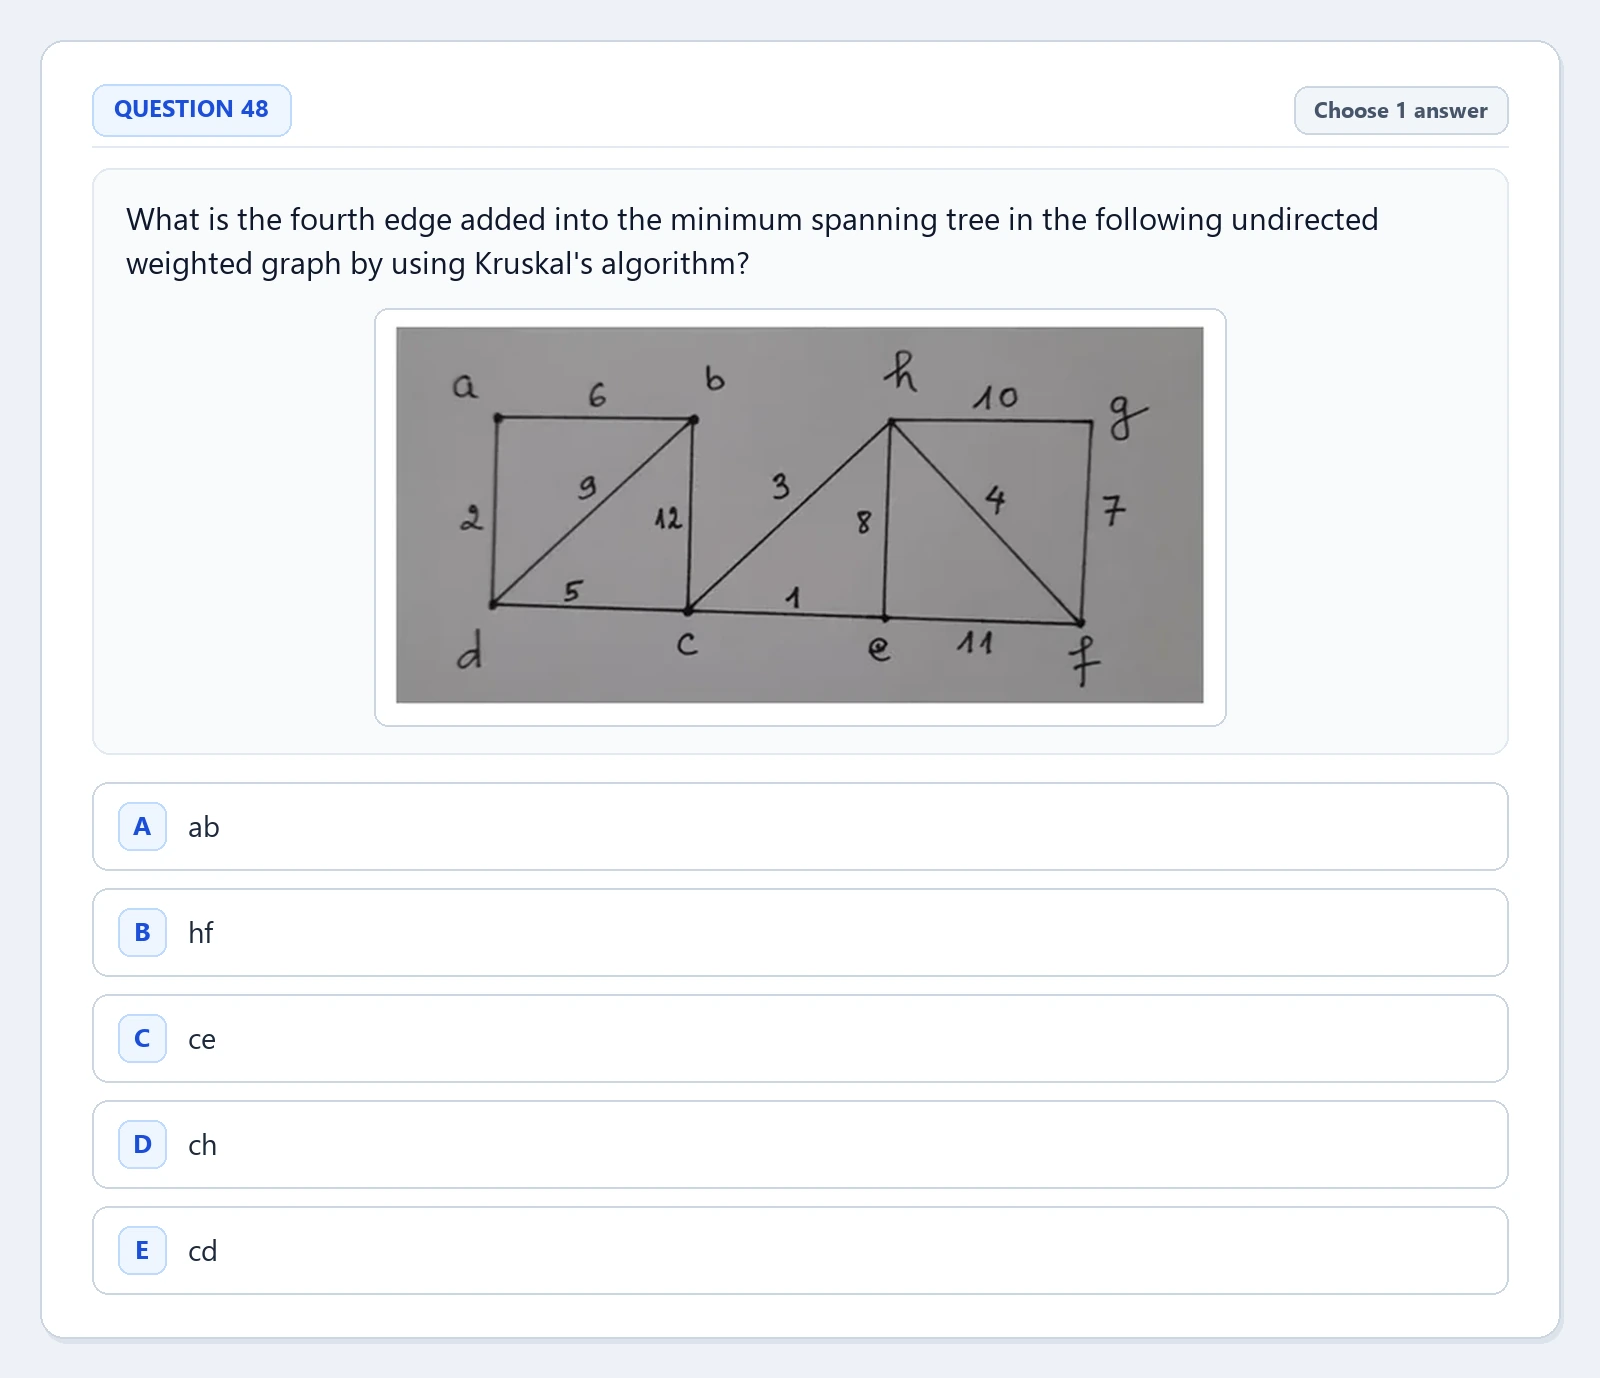 QUESTION 48
Choose 1 answer
What is the fourth edge added into the minimum spanning tree in the following undirected
weighted graph by using Kruskal's algorithm?
a
6
b
h
10
g
2
9
12
3
8
4
7
5
1
11
d
c
e
f
A ab
B hf
C ce
D ch
E cd